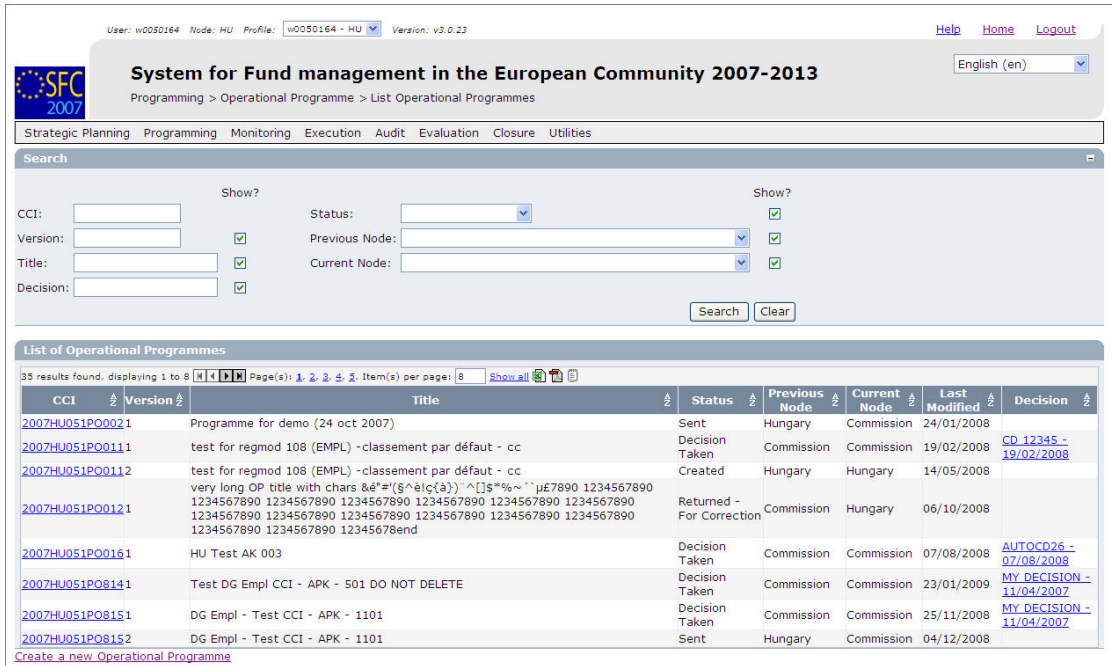 User: w0050164 Node: HU Profile: w0050164 - HU Version: v3.0.23
Help Home Logout
SFC 2007
System for Fund management in the European Community 2007-2013
English (en)
Programming > Operational Programme > List Operational Programmes
Strategic Planning Programming Monitoring Execution Audit Evaluation Closure Utilities
Search
Show? Show?
CCI: Status:
Version: Previous Node:
Title: Current Node:
Decision:
Search Clear
List of Operational Programmes
35 results found, displaying 1 to 8 Page(s): 1, 2, 3, 4, 5, Item(s) per page: 8 Show all
CCI Version Title Status Previous Node Current Node Last Modified Decision
2007HU051PO002 1 Programme for demo (24 oct 2007) Sent Hungary Commission 24/01/2008
2007HU051PO011 1 test for regmod 108 (EMPL) -classement par défaut - cc Decision Taken Commission Commission 19/02/2008 CD 12345 - 19/02/2008
2007HU051PO011 2 test for regmod 108 (EMPL) -classement par défaut - cc Created Hungary Hungary 14/05/2008
2007HU051PO012 1 very long OP title with chars &é"#'(§^è!ç{à})¨^[]$*%~´`µ£7890 1234567890
1234567890 1234567890 1234567890 1234567890 1234567890 1234567890
1234567890 1234567890 1234567890 1234567890 1234567890 1234567890
1234567890 1234567890 12345678end Returned - For Correction Commission Hungary 06/10/2008
2007HU051PO016 1 HU Test AK 003 Decision Taken Commission Commission 07/08/2008 AUTOCD26 - 07/08/2008
2007HU051PO814 1 Test DG Empl CCI - APK - 501 DO NOT DELETE Decision Taken Commission Commission 23/01/2009 MY DECISION - 11/04/2007
2007HU051PO815 1 DG Empl - Test CCI - APK - 1101 Decision Taken Commission Commission 25/11/2008 MY DECISION - 11/04/2007
2007HU051PO815 2 DG Empl - Test CCI - APK - 1101 Sent Hungary Commission 04/12/2008
Create a new Operational Programme